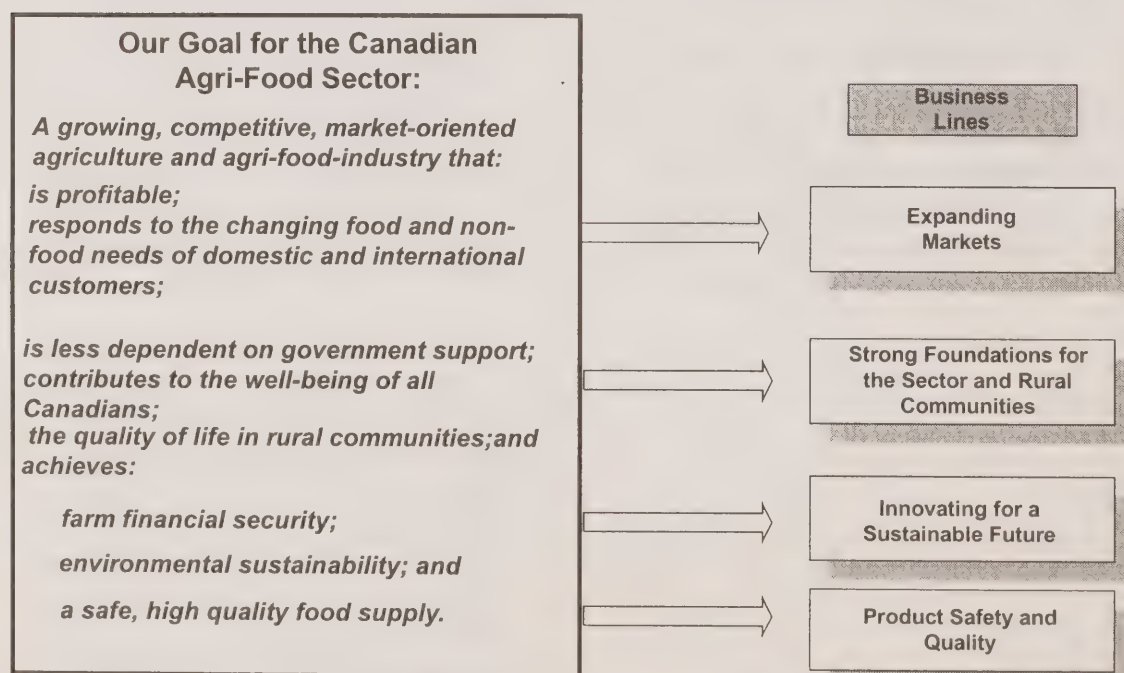 Our Goal for the Canadian
Agri-Food Sector:
A growing, competitive, market-oriented
agriculture and agri-food-industry that:
is profitable;
responds to the changing food and non-
food needs of domestic and international
customers;
is less dependent on government support;
contributes to the well-being of all
Canadians;
the quality of life in rural communities;and
achieves:
farm financial security;
environmental sustainability; and
a safe, high quality food supply.
Business
Lines
Expanding
Markets
Strong Foundations for
the Sector and Rural
Communities
Innovating for a
Sustainable Future
Product Safety and
Quality